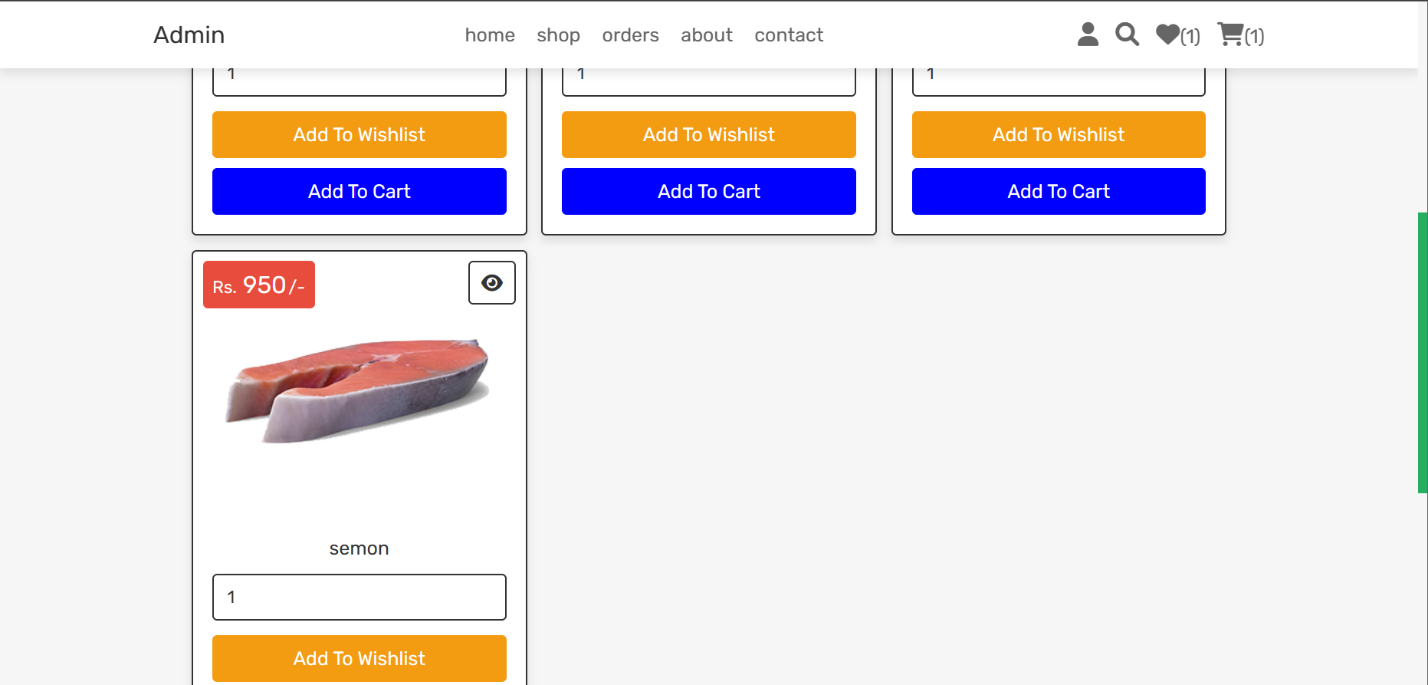 Admin home shop orders about contact (1) (1)
1 1 1
Add To Wishlist Add To Wishlist Add To Wishlist
Add To Cart Add To Cart Add To Cart
Rs. 950/-
semon
1
Add To Wishlist